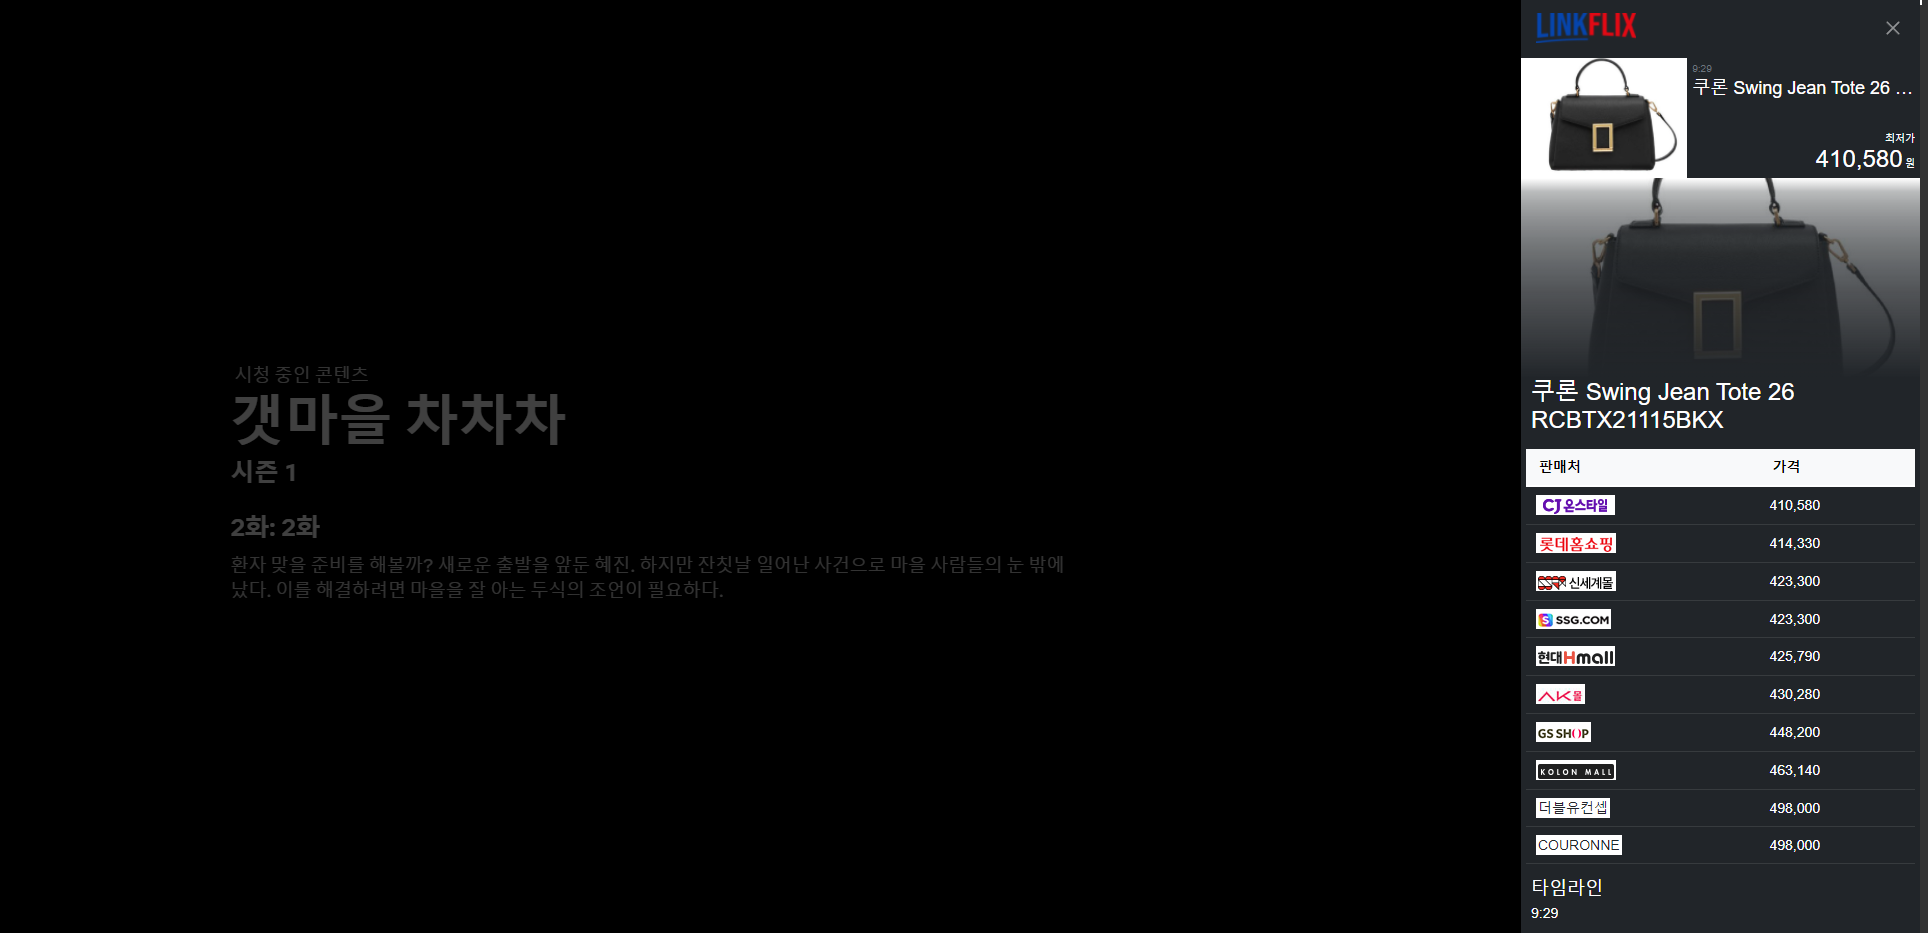 시청 중인 콘텐츠
갯마을 차차차
시즌 1
2화: 2화
환자 맞을 준비를 해볼까? 새로운 출발을 앞둔 혜진. 하지만 잔칫날 일어난 사건으로 마을 사람들의 눈 밖에
났다. 이를 해결하려면 마을을 잘 아는 두식의 조언이 필요하다.
LINKFLIX
9:29
쿠론 Swing Jean Tote 26 ...
최저가
410,580 원
쿠론 Swing Jean Tote 26
RCBTX21115BKX
판매처 가격
CJ온스타일 410,580
롯데홈쇼핑 414,330
신세계몰 423,300
SSG.COM 423,300
현대Hmall 425,790
AK몰 430,280
GS SHOP 448,200
KOLON MALL 463,140
더블유컨셉 498,000
COURONNE 498,000
타임라인
9:29